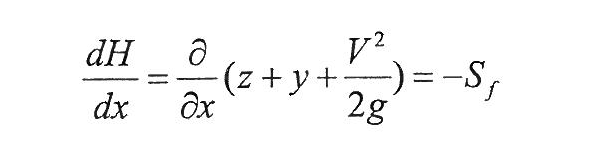 dH/dx = ∂/∂x (z + y + V²/2g) = −S_f